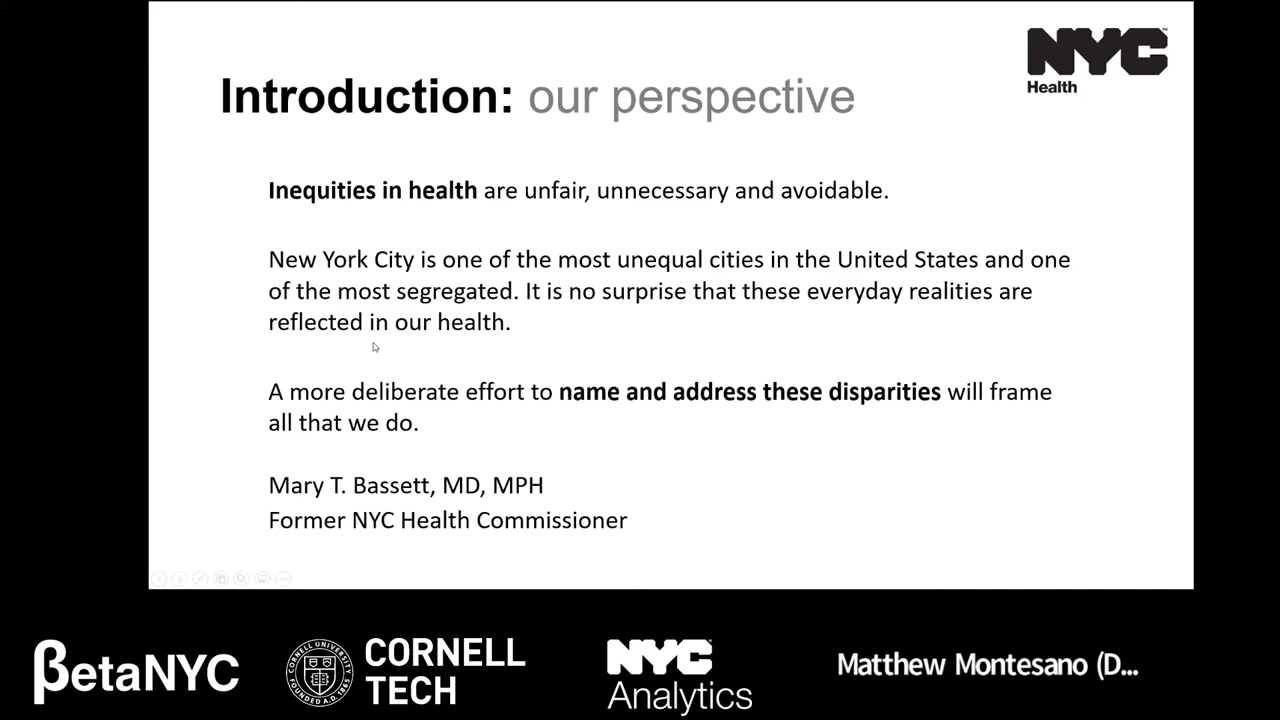 NYC
Health
Introduction: our perspective
Inequities in health are unfair, unnecessary and avoidable.
New York City is one of the most unequal cities in the United States and one
of the most segregated. It is no surprise that these everyday realities are
reflected in our health.
A more deliberate effort to name and address these disparities will frame
all that we do.
Mary T. Bassett, MD, MPH
Former NYC Health Commissioner
βetaNYC
CORNELL UNIVERSITY
FOUNDED A.D. 1865
CORNELL
TECH
NYC
Analytics
Matthew Montesano (D...